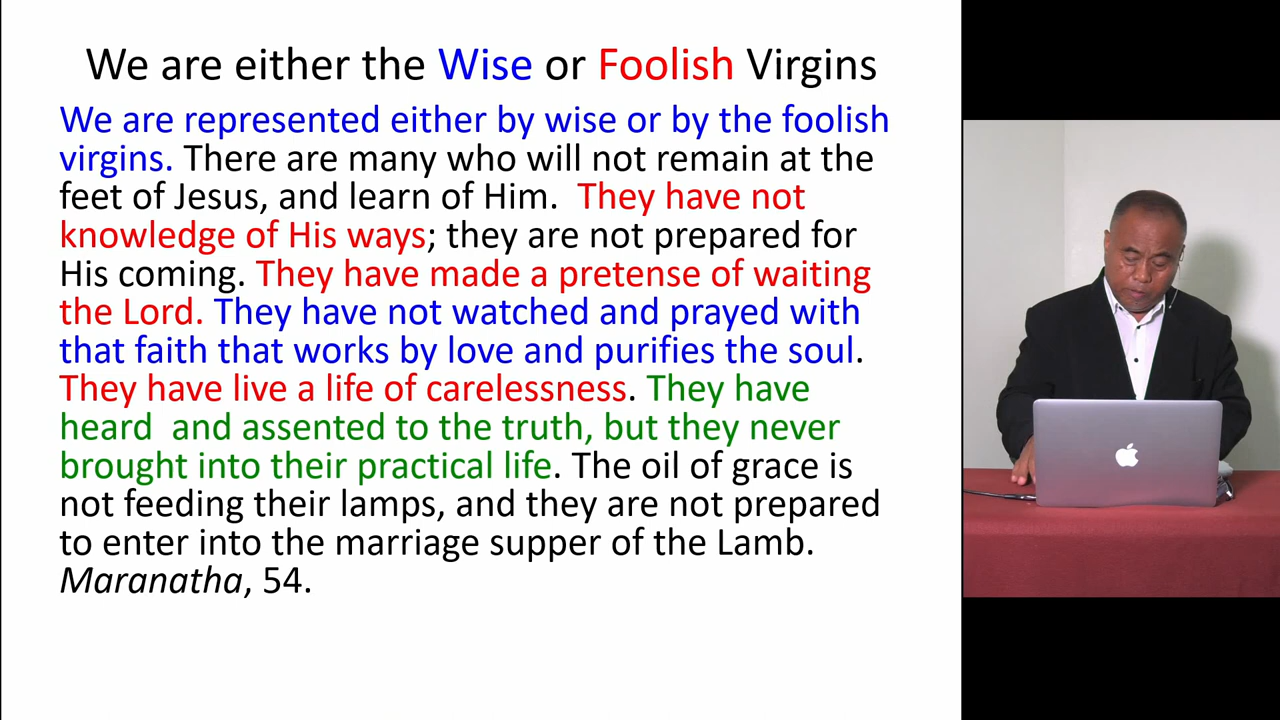 We are either the Wise or Foolish Virgins
We are represented either by wise or by the foolish
virgins. There are many who will not remain at the
feet of Jesus, and learn of Him.  They have not
knowledge of His ways; they are not prepared for
His coming. They have made a pretense of waiting
the Lord. They have not watched and prayed with
that faith that works by love and purifies the soul.
They have live a life of carelessness. They have
heard  and assented to the truth, but they never
brought into their practical life. The oil of grace is
not feeding their lamps, and they are not prepared
to enter into the marriage supper of the Lamb.
Maranatha, 54.